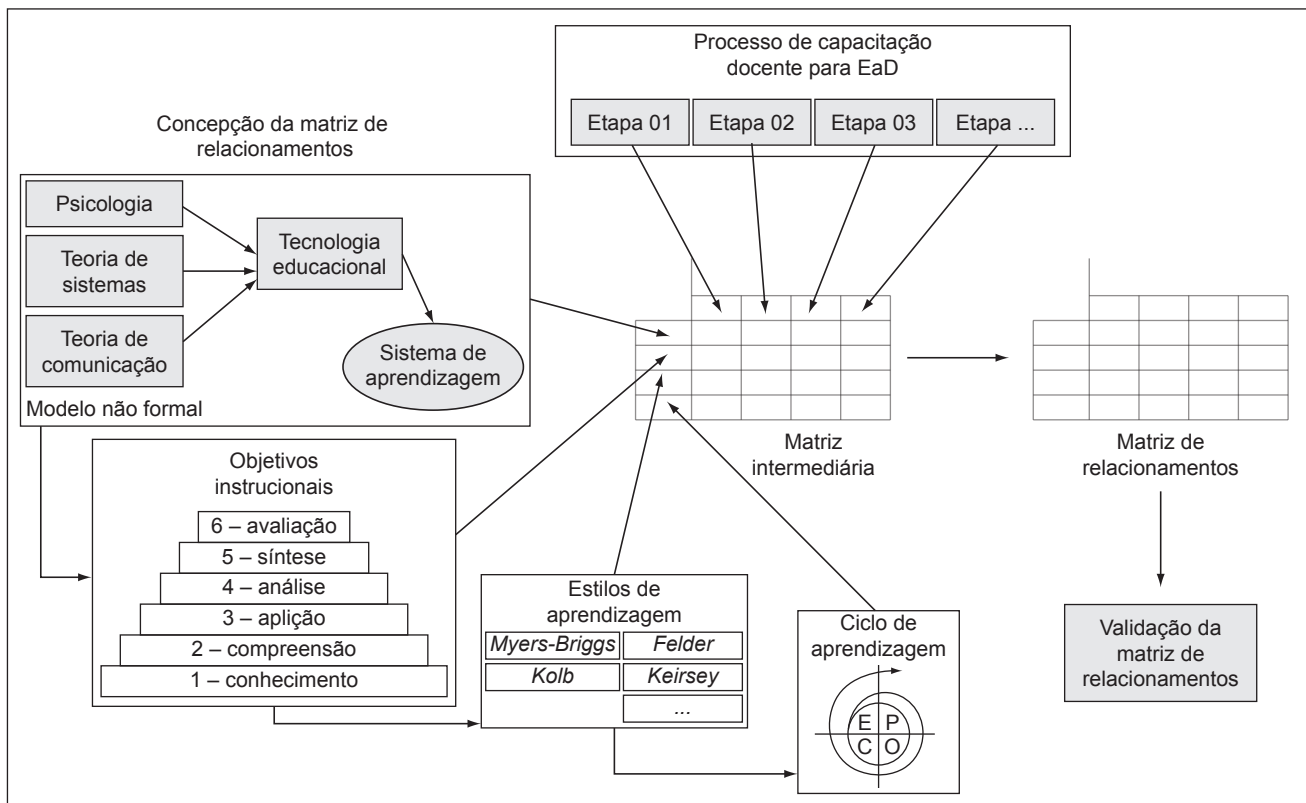 Processo de capacitação
docente para EaD
Etapa 01
Etapa 02
Etapa 03
Etapa ...
Concepção da matriz de
relacionamentos
Psicologia
Teoria de
sistemas
Teoria de
comunicação
Tecnologia
educacional
Sistema de
aprendizagem
Modelo não formal
Matriz
intermediária
Matriz de
relacionamentos
Objetivos
instrucionais
6 – avaliação
5 – síntese
4 – análise
3 – aplição
2 – compreensão
1 – conhecimento
Estilos de
aprendizagem
Myers-Briggs
Felder
Kolb
Keirsey
...
Ciclo de
aprendizagem
E P
C O
Validação da
matriz de
relacionamentos